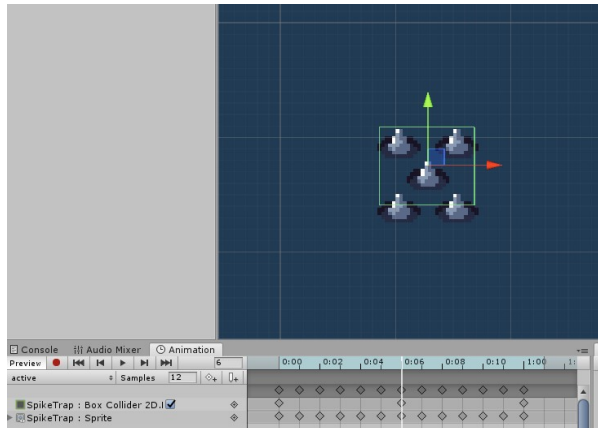 Console Audio Mixer Animation
Preview 6 0:00 0:02 0:04 0:06 0:08 0:10 1:00
active Samples 12
SpikeTrap : Box Collider 2D.
SpikeTrap : Sprite